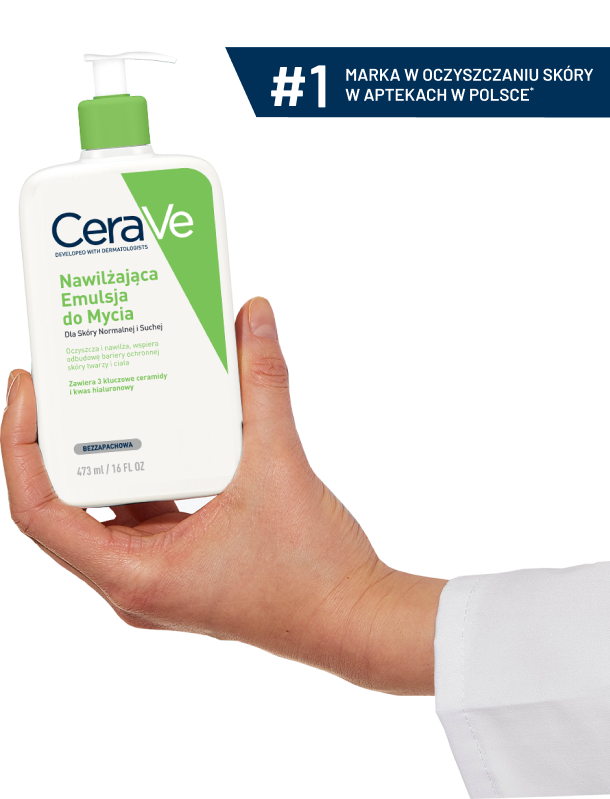 #1 MARKA W OCZYSZCZANIU SKÓRY
W APTEKACH W POLSCE*
CeraVe
DEVELOPED WITH DERMATOLOGISTS
Nawilżająca
Emulsja
do Mycia
Dla Skóry Normalnej i Suchej
Oczyszcza i nawilża, wspiera
odbudowę bariery ochronnej
skóry twarzy i ciała
Zawiera 3 kluczowe ceramidy
i kwas hialuronowy
BEZZAPACHOWA
473 ml / 16 FL OZ